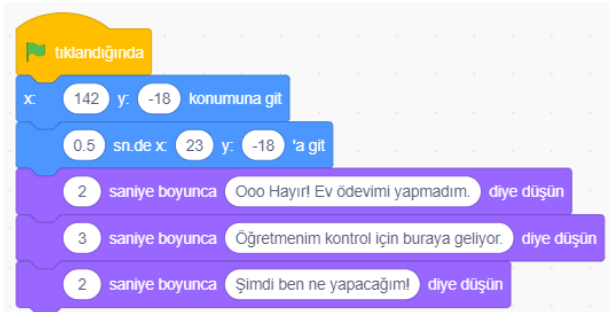 tıklandığında
x: 142 y: -18 konumuna git
0.5 sn.de x: 23 y: -18 'a git
2 saniye boyunca Ooo Hayır! Ev ödevimi yapmadım. diye düşün
3 saniye boyunca Öğretmenim kontrol için buraya geliyor. diye düşün
2 saniye boyunca Şimdi ben ne yapacağım! diye düşün